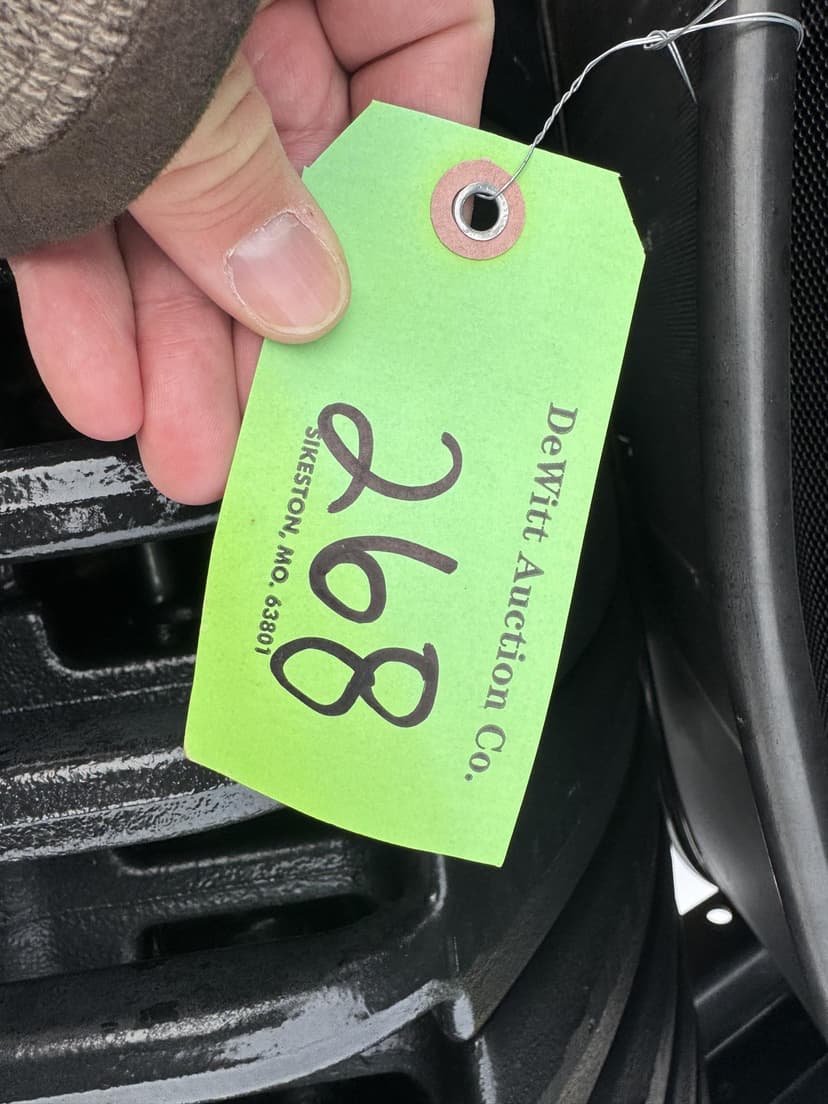 DeWitt Auction Co.
268
SIKESTON, MO. 63801